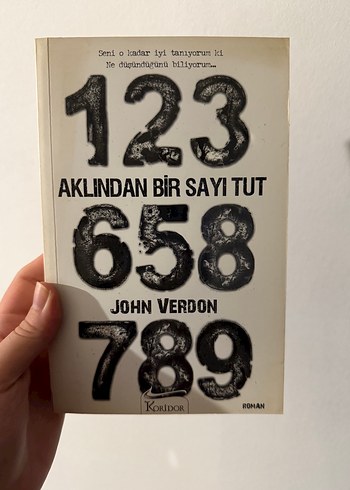 Seni o kadar iyi tanıyorum ki
Ne düşündüğünü biliyorum...
123
AKLINDAN BİR SAYI TUT
658
JOHN VERDON
789
KORİDOR
ROMAN